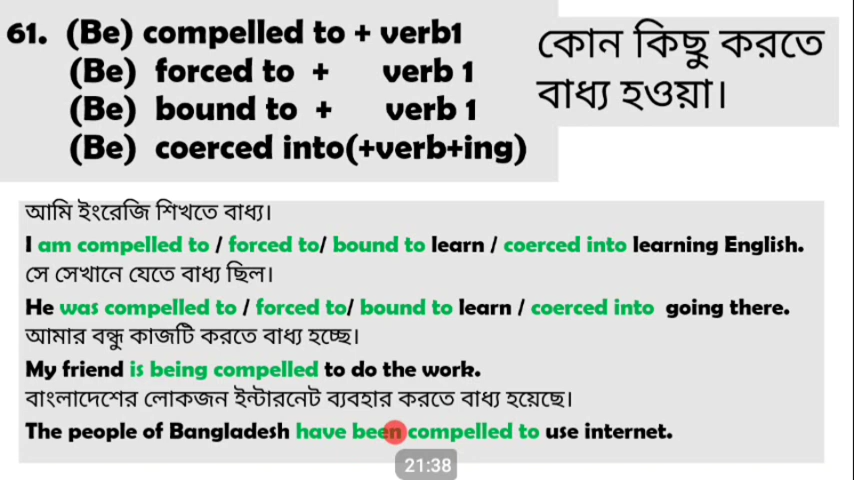 61. (Be) compelled to + verb1
(Be) forced to + verb 1
(Be) bound to + verb 1
(Be) coerced into(+verb+ing)
কোন কিছু করতে
বাধ্য হওয়া।
আমি ইংরেজি শিখতে বাধ্য।
I am compelled to / forced to/ bound to learn / coerced into learning English.
সে সেখানে যেতে বাধ্য ছিল।
He was compelled to / forced to/ bound to learn / coerced into going there.
আমার বন্ধু কাজটি করতে বাধ্য হচ্ছে।
My friend is being compelled to do the work.
বাংলাদেশের লোকজন ইন্টারনেট ব্যবহার করতে বাধ্য হয়েছে।
The people of Bangladesh have been compelled to use internet.
21:38